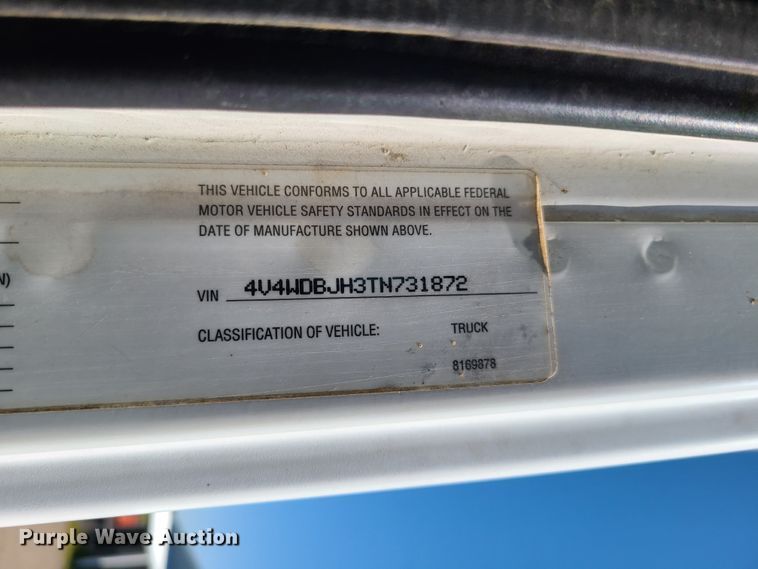 THIS VEHICLE CONFORMS TO ALL APPLICABLE FEDERAL
MOTOR VEHICLE SAFETY STANDARDS IN EFFECT ON THE
DATE OF MANUFACTURE SHOWN ABOVE.
N)
VIN 4V4WDBJH3TN731872
CLASSIFICATION OF VEHICLE: TRUCK
8169878
Purple Wave Auction